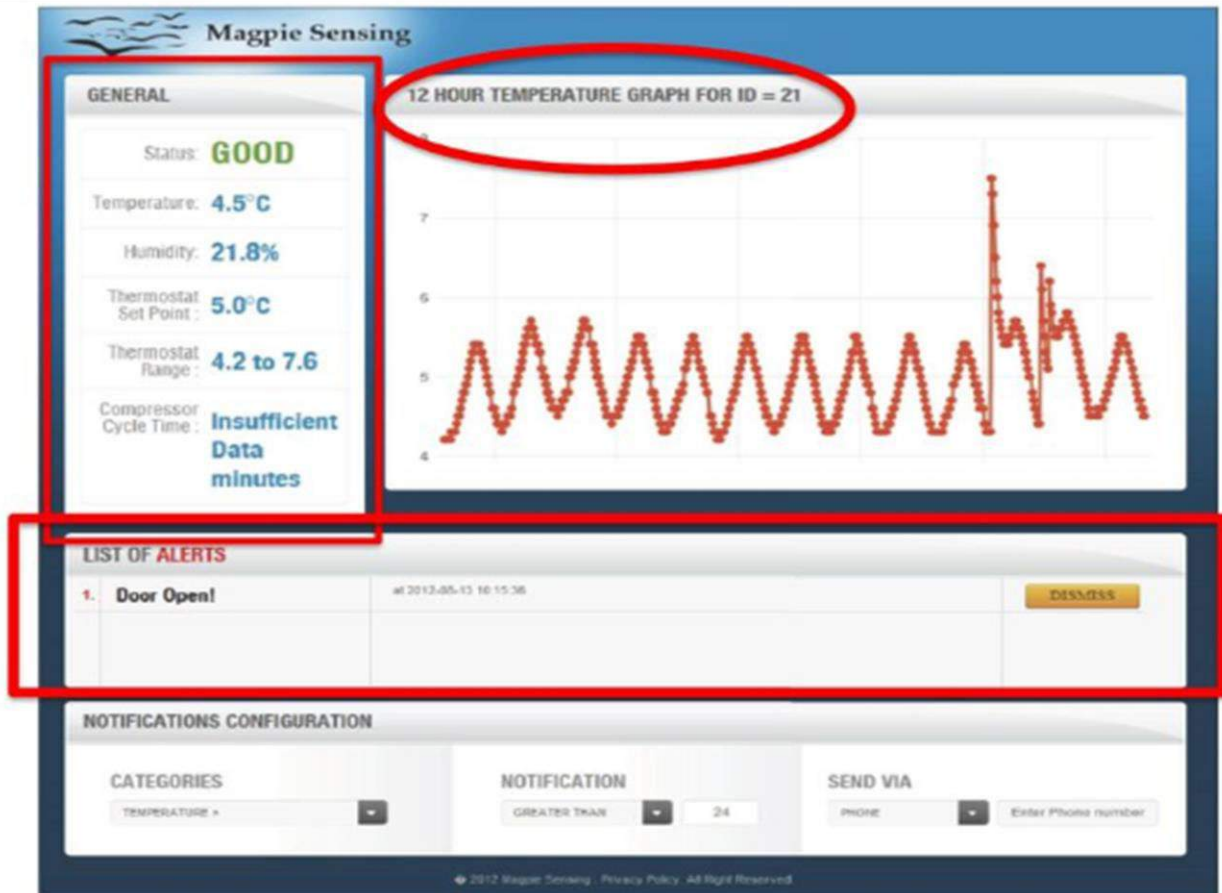 Magpie Sensing
GENERAL
Status: GOOD
Temperature: 4.5°C
Humidity: 21.8%
Thermostat
Set Point : 5.0°C
Thermostat
Range : 4.2 to 7.6
Compressor
Cycle Time : Insufficient
Data
minutes
12 HOUR TEMPERATURE GRAPH FOR ID = 21
7
6
5
4
LIST OF ALERTS
1. Door Open!
DISMISS
NOTIFICATIONS CONFIGURATION
CATEGORIES
TEMPERATURE
NOTIFICATION
GREATER THAN
24
SEND VIA
PHONE
Enter Phone number
2012 Magpie Sensing . Privacy Policy. All Right Reserved